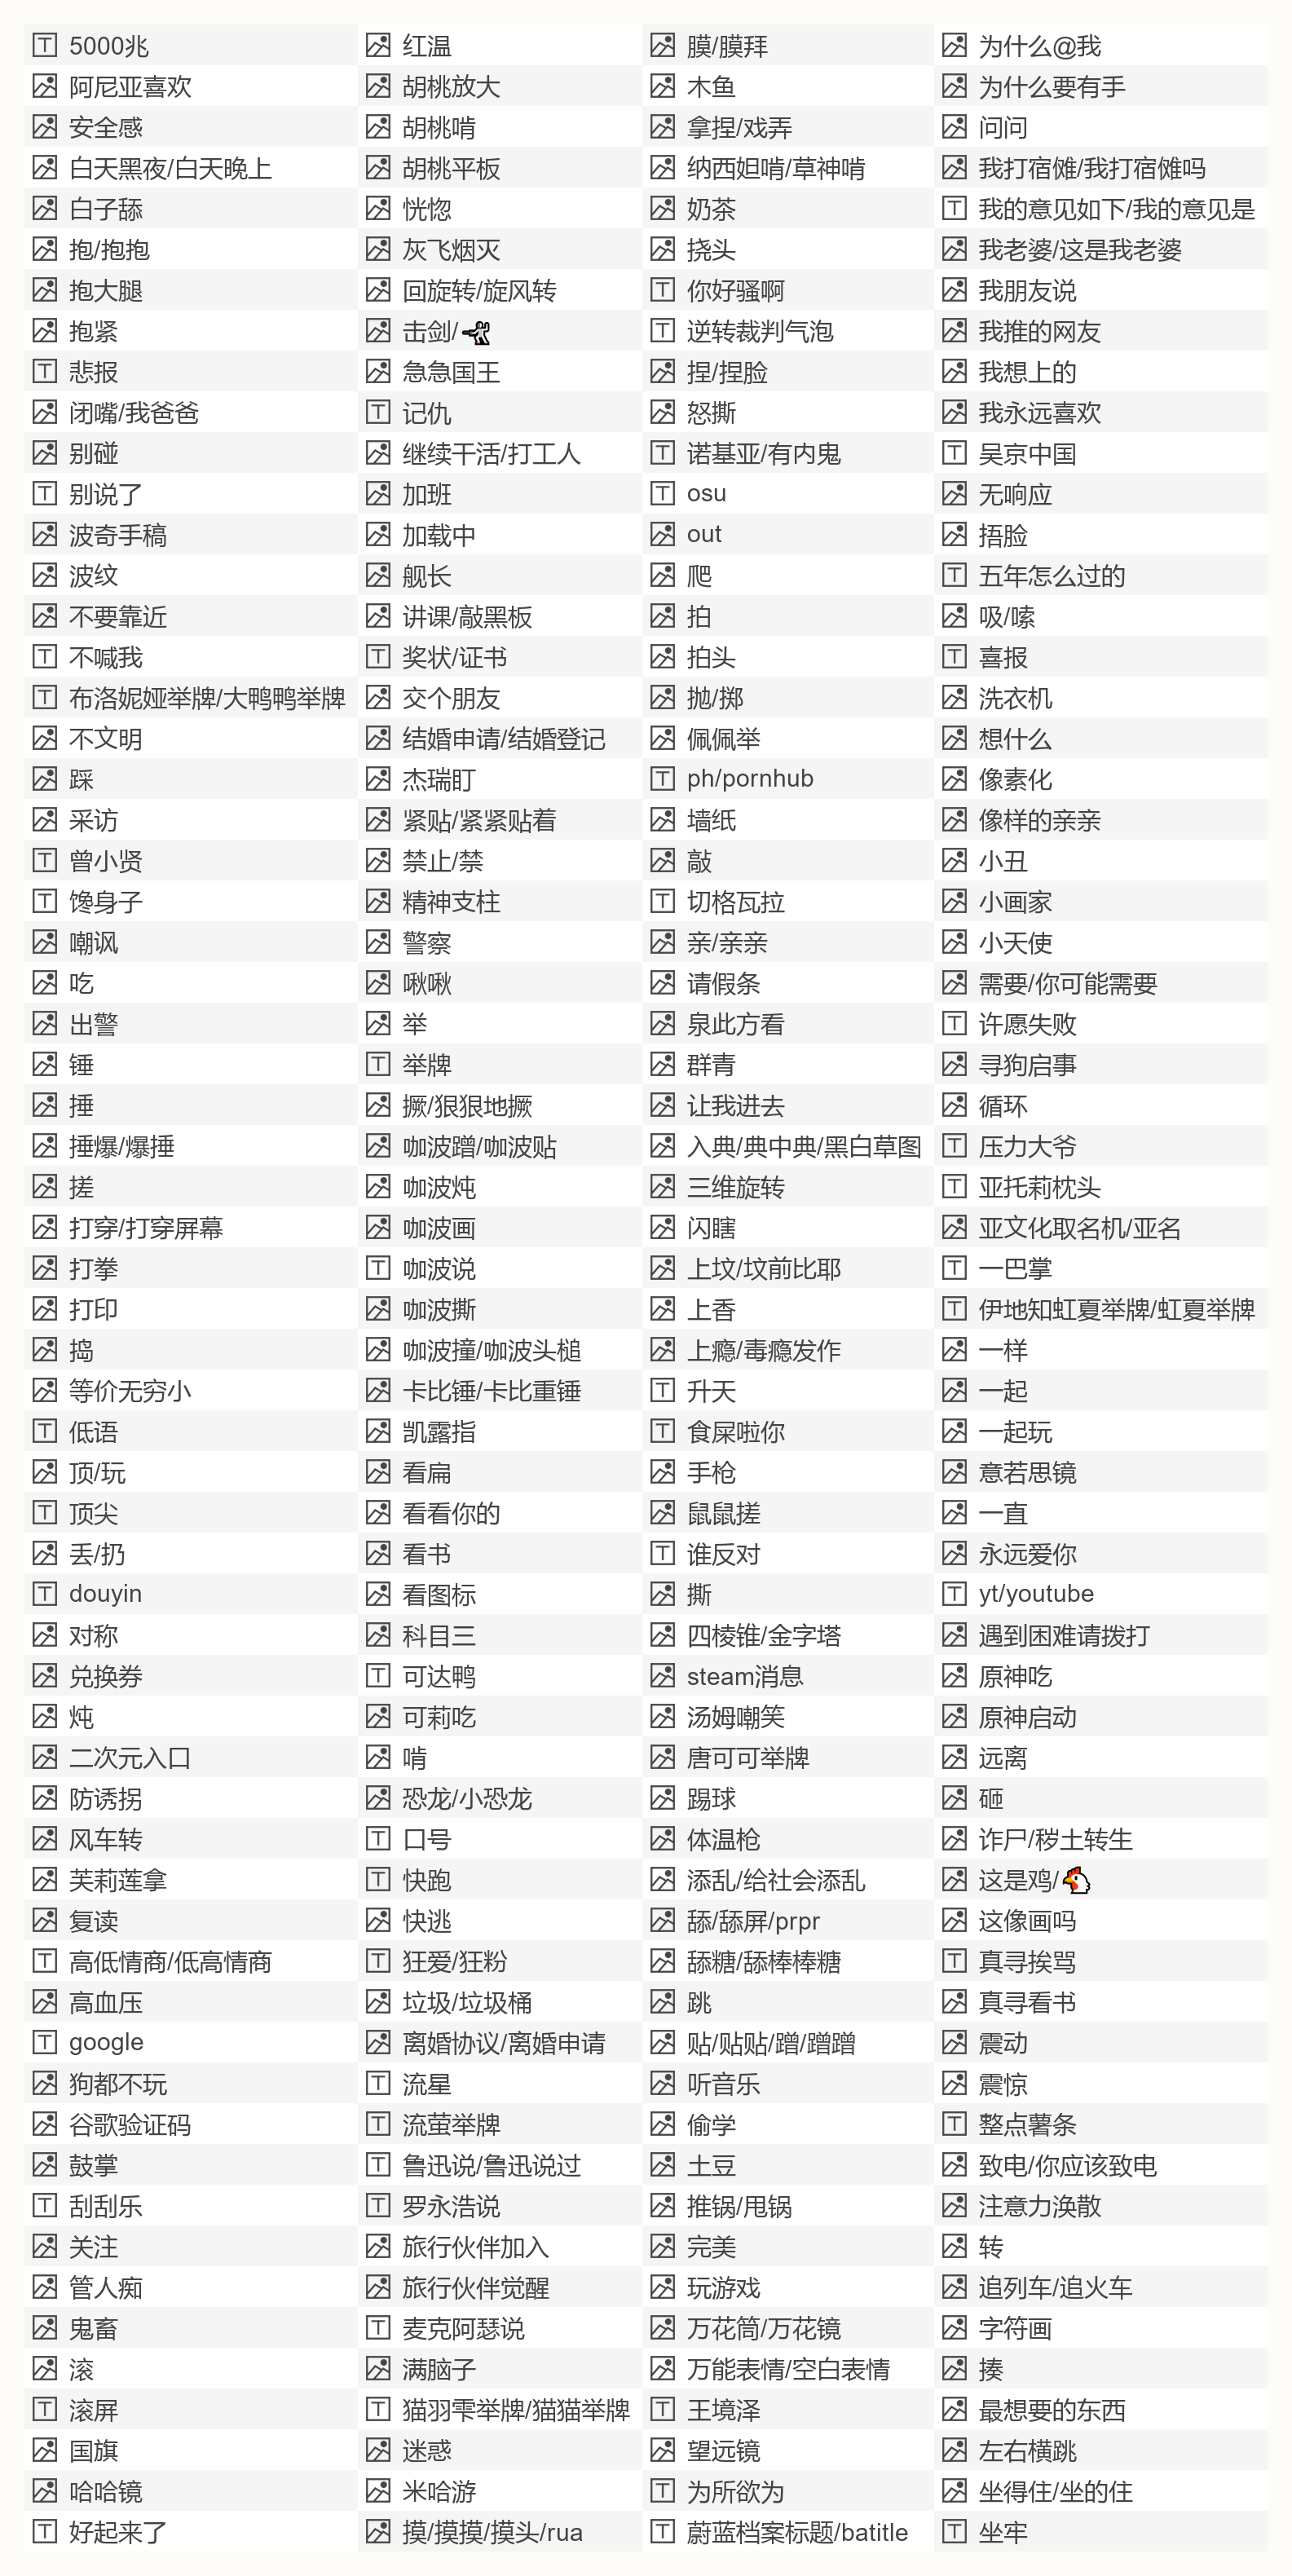 5000兆
阿尼亚喜欢
安全感
白天黑夜/白天晚上
白子舔
抱/抱抱
抱大腿
抱紧
悲报
闭嘴/我爸爸
别碰
别说了
波奇手稿
波纹
不要靠近
不喊我
布洛妮娅举牌/大鸭鸭举牌
不文明
踩
采访
曾小贤
馋身子
嘲讽
吃
出警
锤
捶
捶爆/爆捶
搓
打穿/打穿屏幕
打拳
打印
捣
等价无穷小
低语
顶/玩
顶尖
丢/扔
douyin
对称
兑换券
炖
二次元入口
防诱拐
风车转
芙莉莲拿
复读
高低情商/低高情商
高血压
google
狗都不玩
谷歌验证码
鼓掌
刮刮乐
关注
管人痴
鬼畜
滚
滚屏
国旗
哈哈镜
好起来了
红温
胡桃放大
胡桃啃
胡桃平板
恍惚
灰飞烟灭
回旋转/旋风转
击剑/🤺
急急国王
记仇
继续干活/打工人
加班
加载中
舰长
讲课/敲黑板
奖状/证书
交个朋友
结婚申请/结婚登记
杰瑞盯
紧贴/紧紧贴着
禁止/禁
精神支柱
警察
啾啾
举
举牌
撅/狠狠地撅
咖波蹭/咖波贴
咖波炖
咖波画
咖波说
咖波撕
咖波撞/咖波头槌
卡比锤/卡比重锤
凯露指
看扁
看看你的
看书
看图标
科目三
可达鸭
可莉吃
啃
恐龙/小恐龙
口号
快跑
快逃
狂爱/狂粉
垃圾/垃圾桶
离婚协议/离婚申请
流星
流萤举牌
鲁迅说/鲁迅说过
罗永浩说
旅行伙伴加入
旅行伙伴觉醒
麦克阿瑟说
满脑子
猫羽雫举牌/猫猫举牌
迷惑
米哈游
摸/摸摸/摸头/rua
膜/膜拜
木鱼
拿捏/戏弄
纳西妲啃/草神啃
奶茶
挠头
你好骚啊
逆转裁判气泡
捏/捏脸
怒撕
诺基亚/有内鬼
osu
out
爬
拍
拍头
抛/掷
佩佩举
ph/pornhub
墙纸
敲
切格瓦拉
亲/亲亲
请假条
泉此方看
群青
让我进去
入典/典中典/黑白草图
三维旋转
闪瞎
上坟/坟前比耶
上香
上瘾/毒瘾发作
升天
食屎啦你
手枪
鼠鼠搓
谁反对
撕
四棱锥/金字塔
steam消息
汤姆嘲笑
唐可可举牌
踢球
体温枪
添乱/给社会添乱
舔/舔屏/prpr
舔糖/舔棒棒糖
跳
贴/贴贴/蹭/蹭蹭
听音乐
偷学
土豆
推锅/甩锅
完美
玩游戏
万花筒/万花镜
万能表情/空白表情
王境泽
望远镜
为所欲为
蔚蓝档案标题/batitle
为什么@我
为什么要有手
问问
我打宿傩/我打宿傩吗
我的意见如下/我的意见是
我老婆/这是我老婆
我朋友说
我推的网友
我想上的
我永远喜欢
吴京中国
无响应
捂脸
五年怎么过的
吸/嗦
喜报
洗衣机
想什么
像素化
像样的亲亲
小丑
小画家
小天使
需要/你可能需要
许愿失败
寻狗启事
循环
压力大爷
亚托莉枕头
亚文化取名机/亚名
一巴掌
伊地知虹夏举牌/虹夏举牌
一样
一起
一起玩
意若思镜
一直
永远爱你
yt/youtube
遇到困难请拨打
原神吃
原神启动
远离
砸
诈尸/秽土转生
这是鸡/🐔
这像画吗
真寻挨骂
真寻看书
震动
震惊
整点薯条
致电/你应该致电
注意力涣散
转
追列车/追火车
字符画
揍
最想要的东西
左右横跳
坐得住/坐的住
坐牢